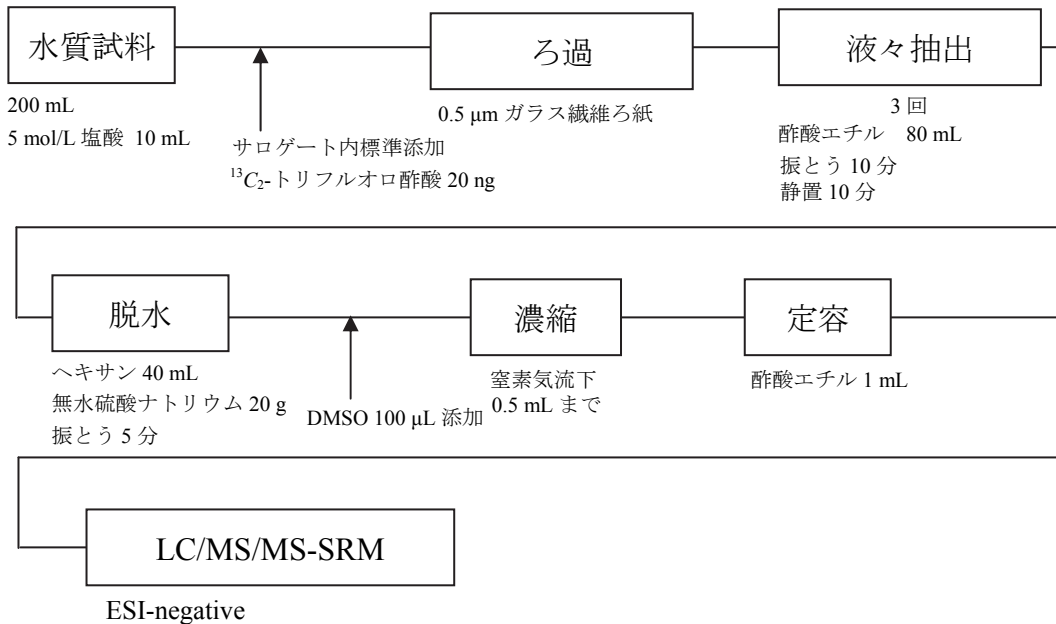 水質試料
200 mL
5 mol/L 塩酸 10 mL
サロゲート内標準添加
¹³C₂-トリフルオロ酢酸 20 ng
ろ過
0.5 μm ガラス繊維ろ紙
液々抽出
3 回
酢酸エチル 80 mL
振とう 10 分
静置 10 分
脱水
ヘキサン 40 mL
無水硫酸ナトリウム 20 g
振とう 5 分
DMSO 100 μL 添加
濃縮
窒素気流下
0.5 mL まで
定容
酢酸エチル 1 mL
LC/MS/MS-SRM
ESI-negative